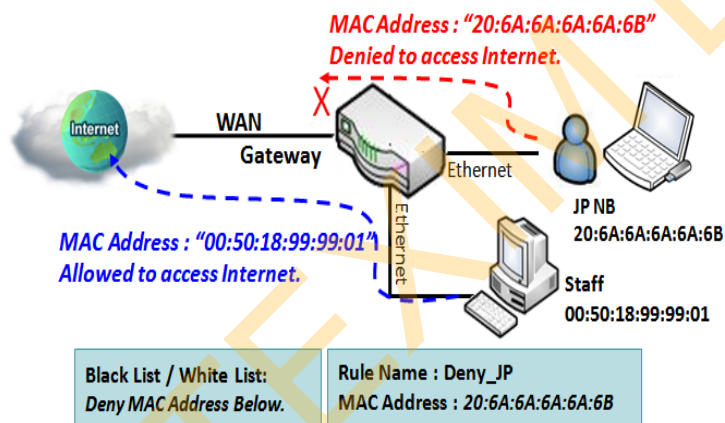 MAC Address : “20:6A:6A:6A:6A:6B”
Denied to access Internet.
X
Internet
WAN
Gateway
Ethernet
Ethernet
JP NB
20:6A:6A:6A:6A:6B
MAC Address : “00:50:18:99:99:01”
Allowed to access Internet.
Staff
00:50:18:99:99:01
Black List / White List:
Deny MAC Address Below.
Rule Name : Deny_JP
MAC Address : 20:6A:6A:6A:6A:6B